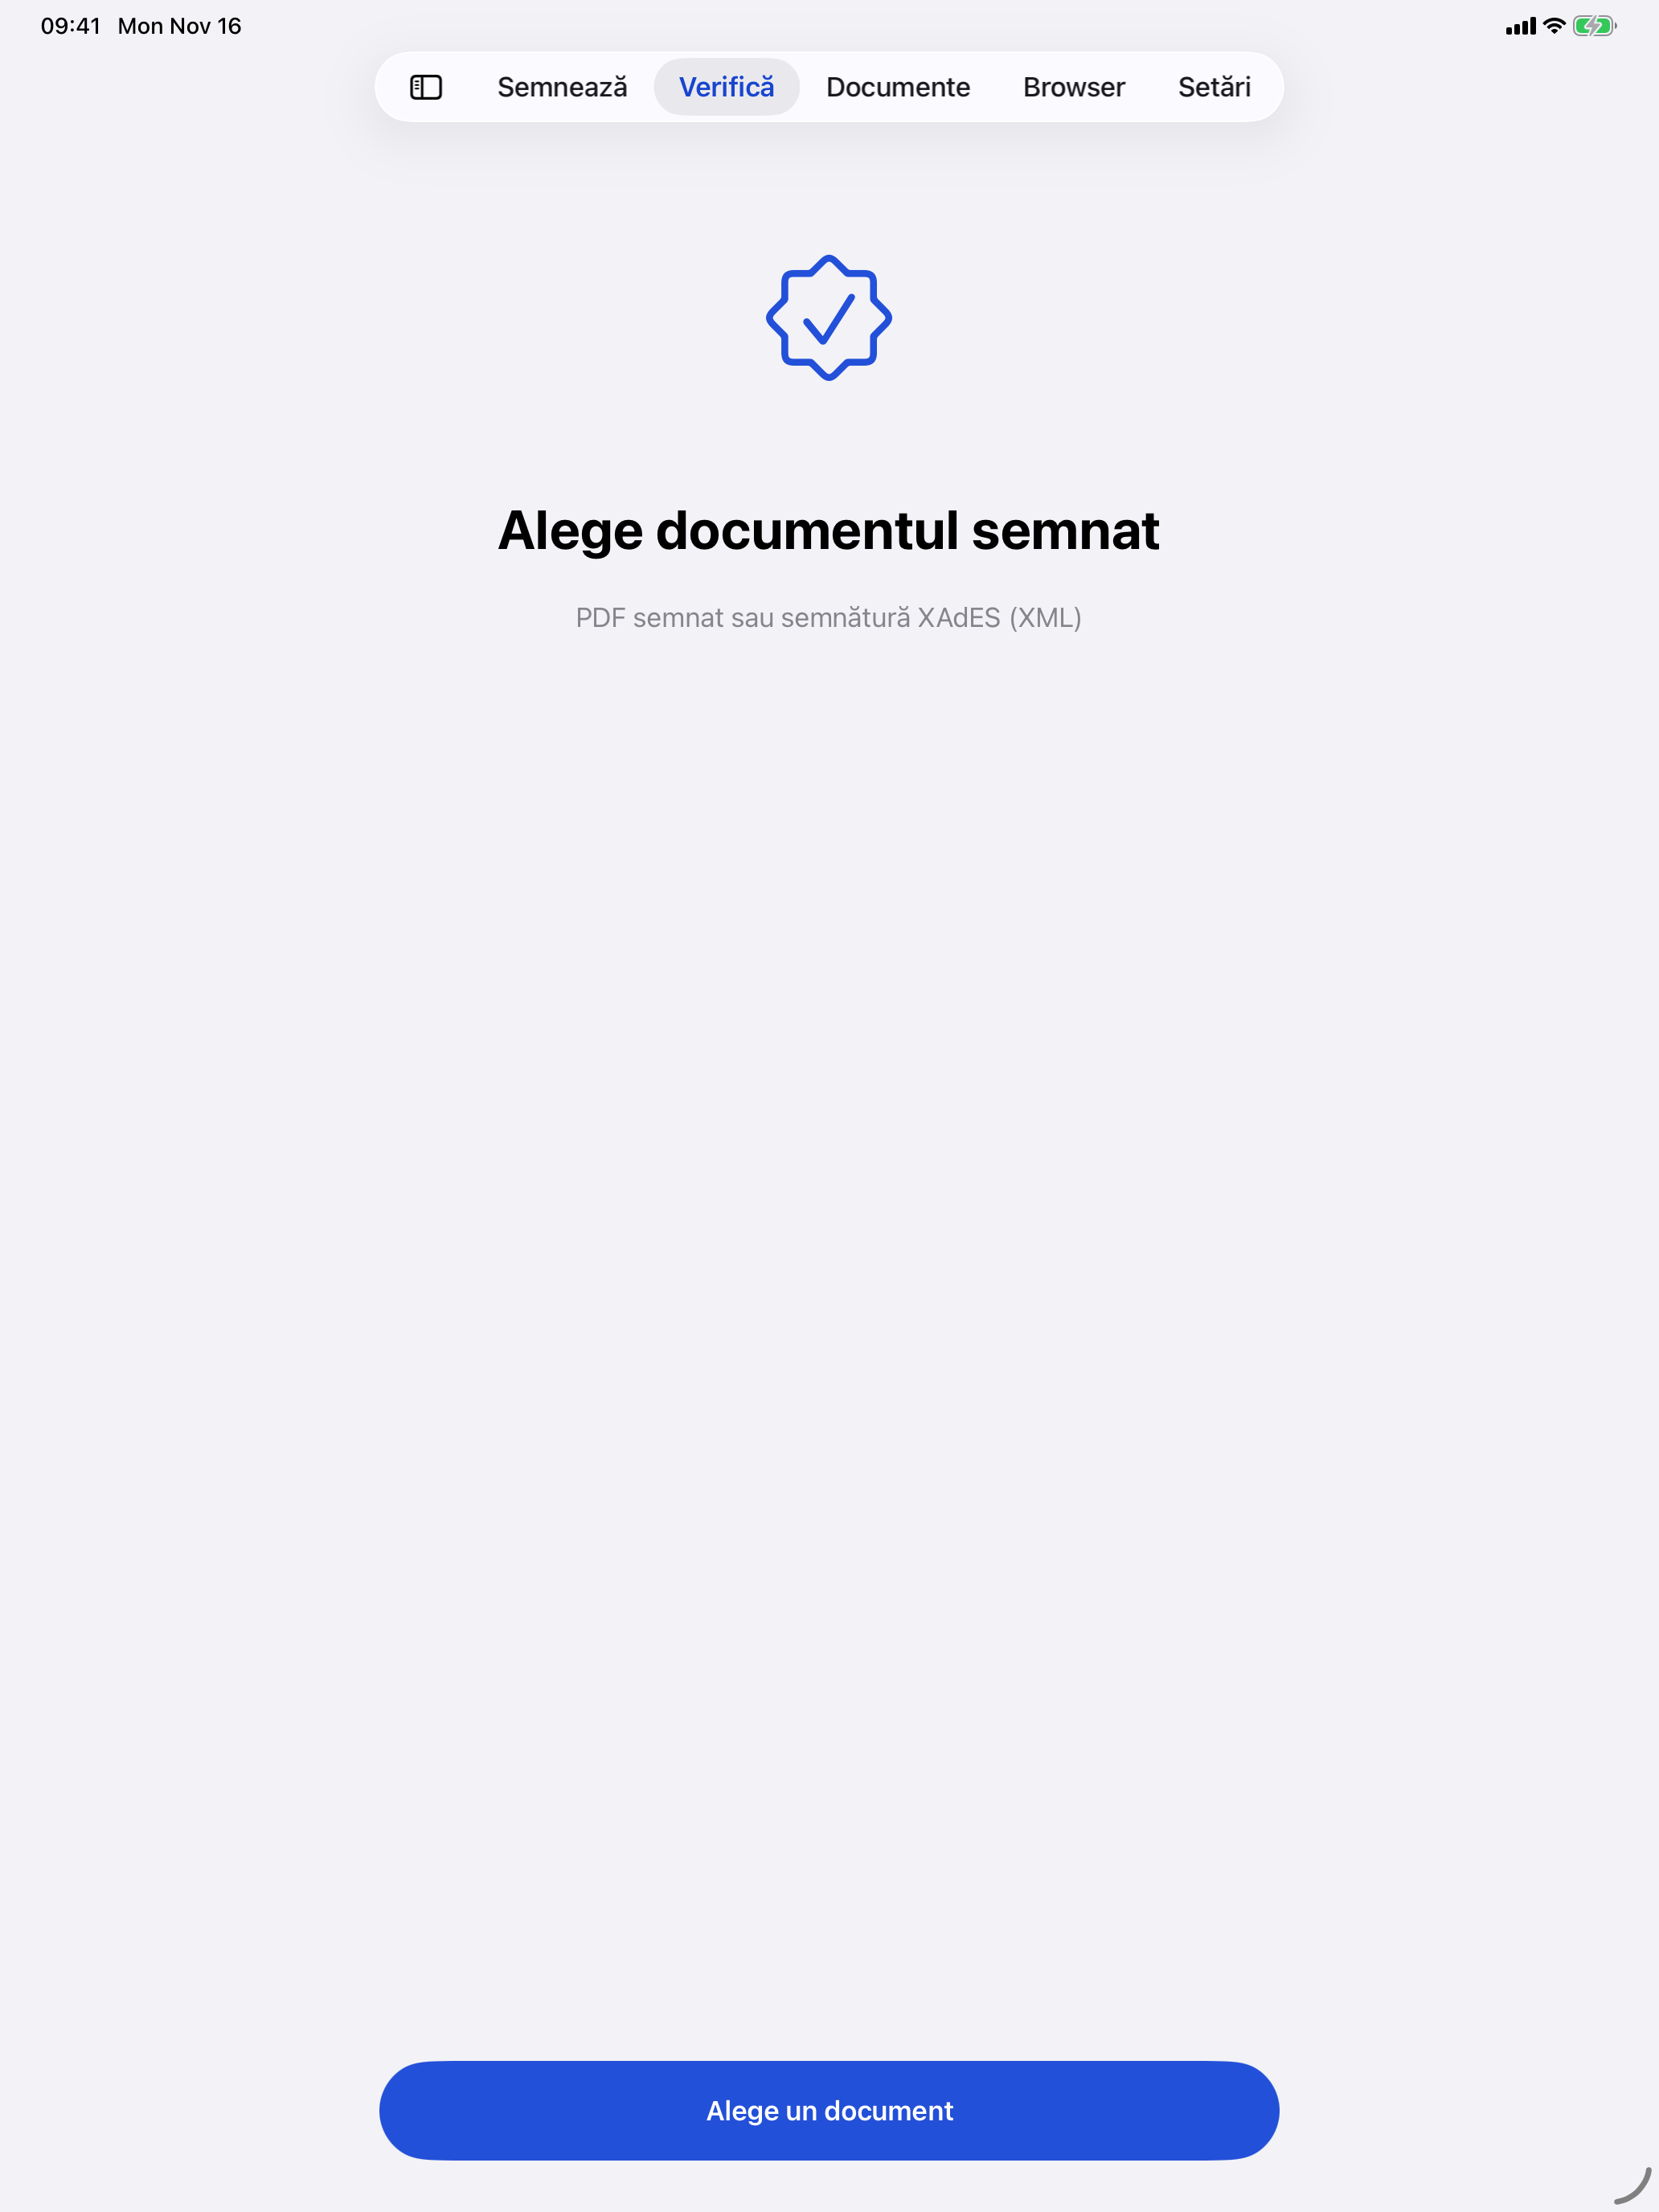 09:41 Mon Nov 16
Semnează Verifică Documente Browser Setări
Alege documentul semnat
PDF semnat sau semnătură XAdES (XML)
Alege un document